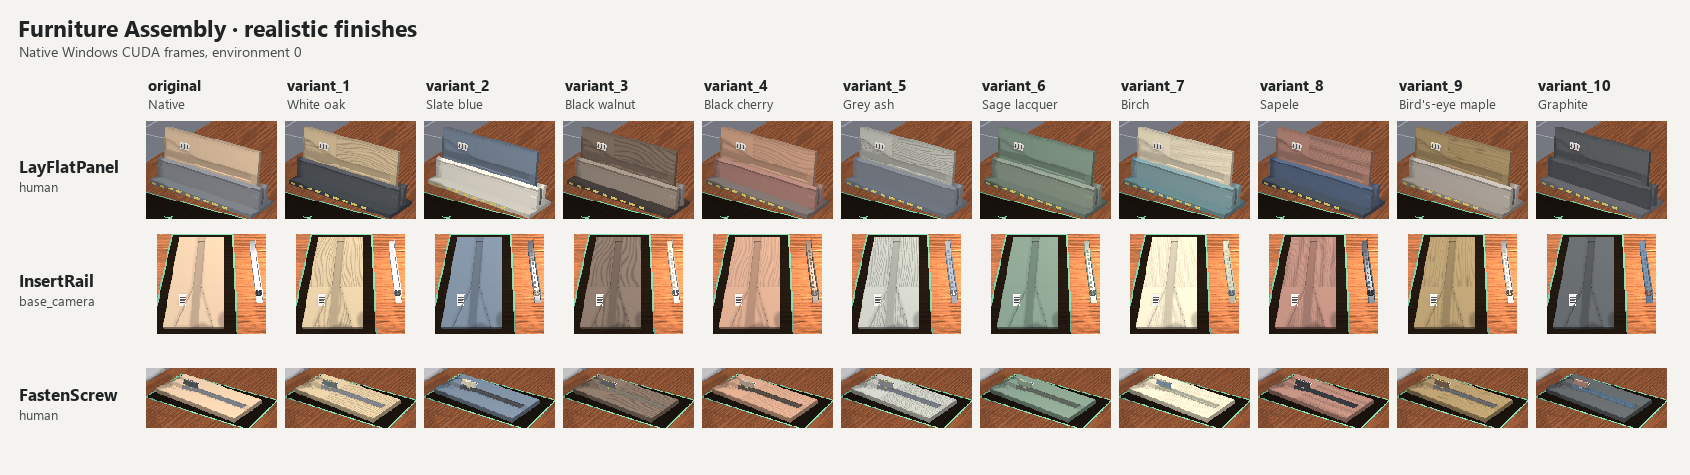 Furniture Assembly · realistic finishes
Native Windows CUDA frames, environment 0
original variant_1 variant_2 variant_3 variant_4 variant_5 variant_6 variant_7 variant_8 variant_9 variant_10
Native White oak Slate blue Black walnut Black cherry Grey ash Sage lacquer Birch Sapele Bird's-eye maple Graphite
LayFlatPanel
human
InsertRail
base_camera
FastenScrew
human